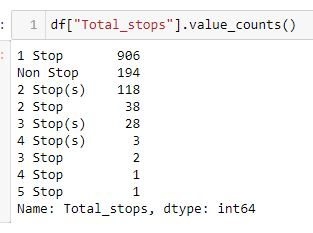 1 df["Total_stops"].value_counts()
1 Stop 906
Non Stop 194
2 Stop(s) 118
2 Stop 38
3 Stop(s) 28
4 Stop(s) 3
3 Stop 2
4 Stop 1
5 Stop 1
Name: Total_stops, dtype: int64